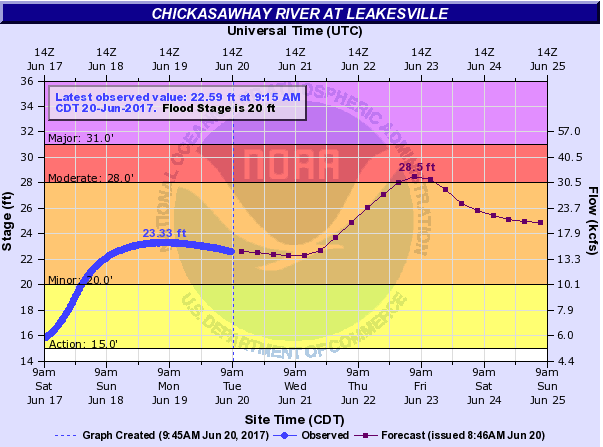 CHICKASAWHAY RIVER AT LEAKESVILLE
Universal Time (UTC)
14Z 14Z 14Z 14Z 14Z 14Z 14Z 14Z 14Z
Jun 17 Jun 18 Jun 19 Jun 20 Jun 21 Jun 22 Jun 23 Jun 24 Jun 25
Latest observed value: 22.59 ft at 9:15 AM
CDT 20-Jun-2017. Flood Stage is 20 ft
36
34
32
30
28
26
24
22
20
18
16
14
Stage (ft)
Major: 31.0'
Moderate: 28.0'
Minor: 20.0'
Action: 15.0'
23.33 ft
28.5 ft
NOAA
NATIONAL OCEANIC AND ATMOSPHERIC ADMINISTRATION
U.S. DEPARTMENT OF COMMERCE
57.0
40.5
30.5
23.7
17.9
13.3
10.1
7.9
6.0
4.4
Flow (kcfs)
9am 9am 9am 9am 9am 9am 9am 9am 9am
Sat Sun Mon Tue Wed Thu Fri Sat Sun
Jun 17 Jun 18 Jun 19 Jun 20 Jun 21 Jun 22 Jun 23 Jun 24 Jun 25
Site Time (CDT)
Graph Created (9:45AM Jun 20, 2017) Observed Forecast (issued 8:46AM Jun 20)